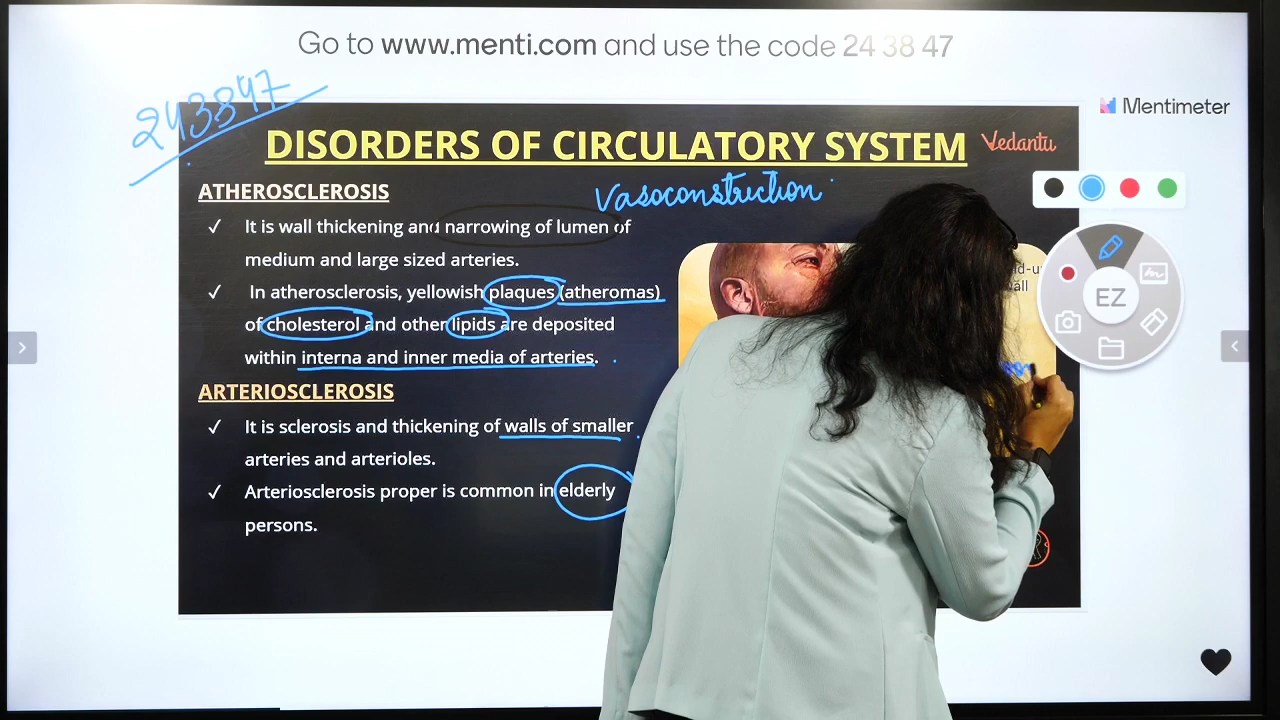 Go to www.menti.com and use the code 24 38 47
243847
Mentimeter
DISORDERS OF CIRCULATORY SYSTEM
Vedantu
ATHEROSCLEROSIS
Vasoconstruction
✓ It is wall thickening and narrowing of lumen of
medium and large sized arteries.
✓ In atherosclerosis, yellowish plaques (atheromas)
of cholesterol and other lipids are deposited
within interna and inner media of arteries.
ARTERIOSCLEROSIS
✓ It is sclerosis and thickening of walls of smaller
arteries and arterioles.
✓ Arteriosclerosis proper is common in elderly
persons.
EZ